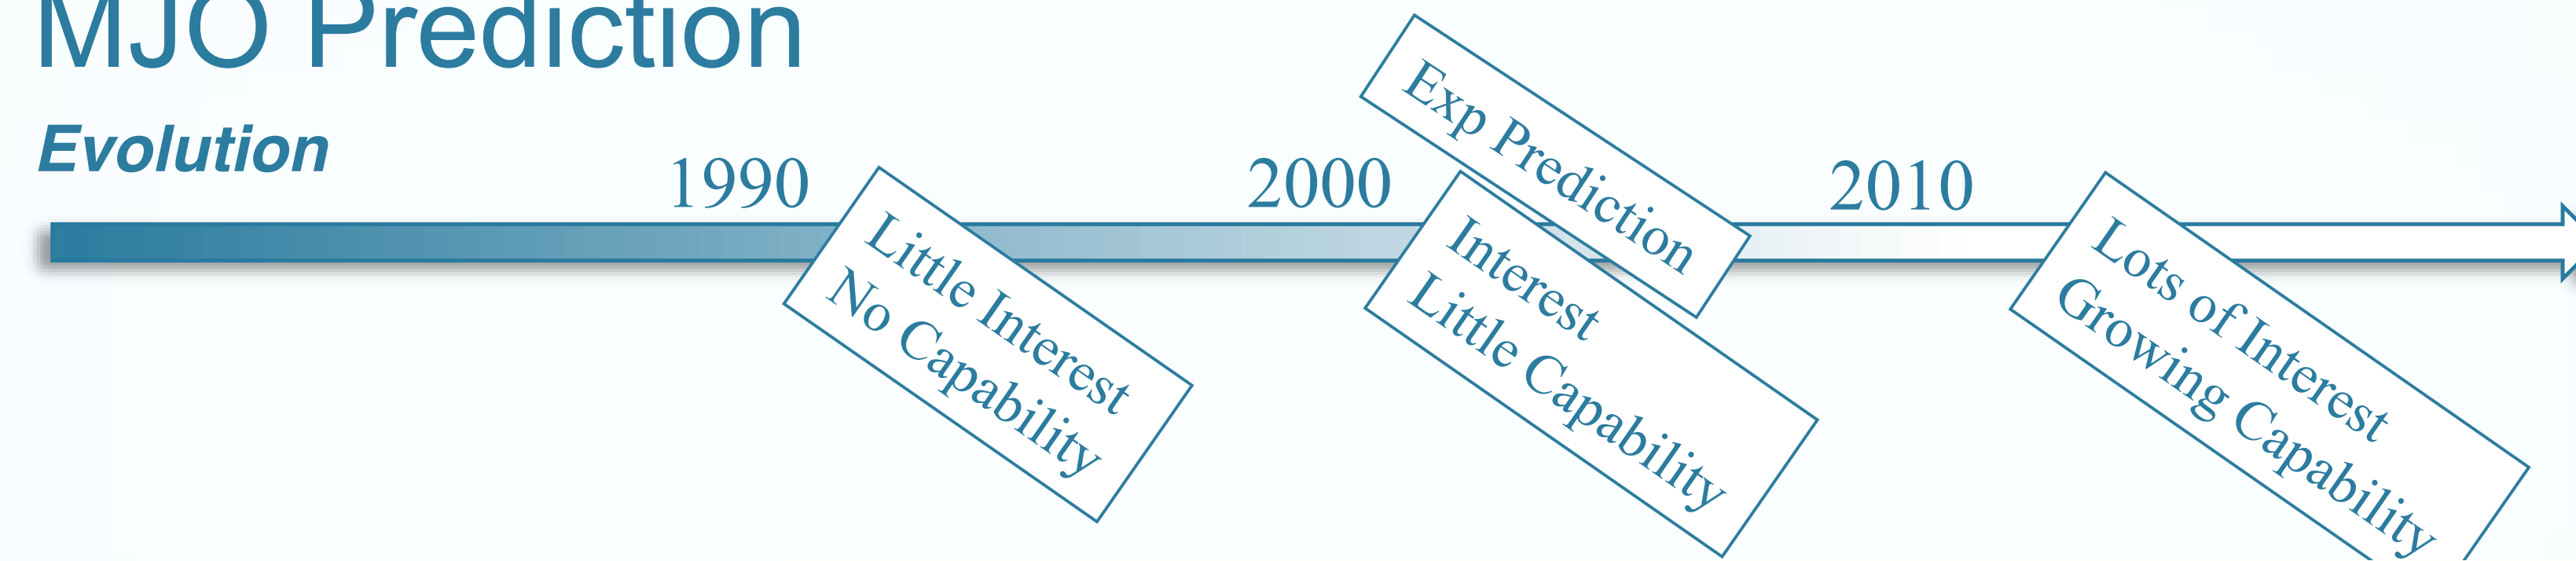 MJO Prediction
Evolution
1990
2000
2010
Little Interest
No Capability
Exp Prediction
Interest
Little Capability
Lots of Interest
Growing Capability